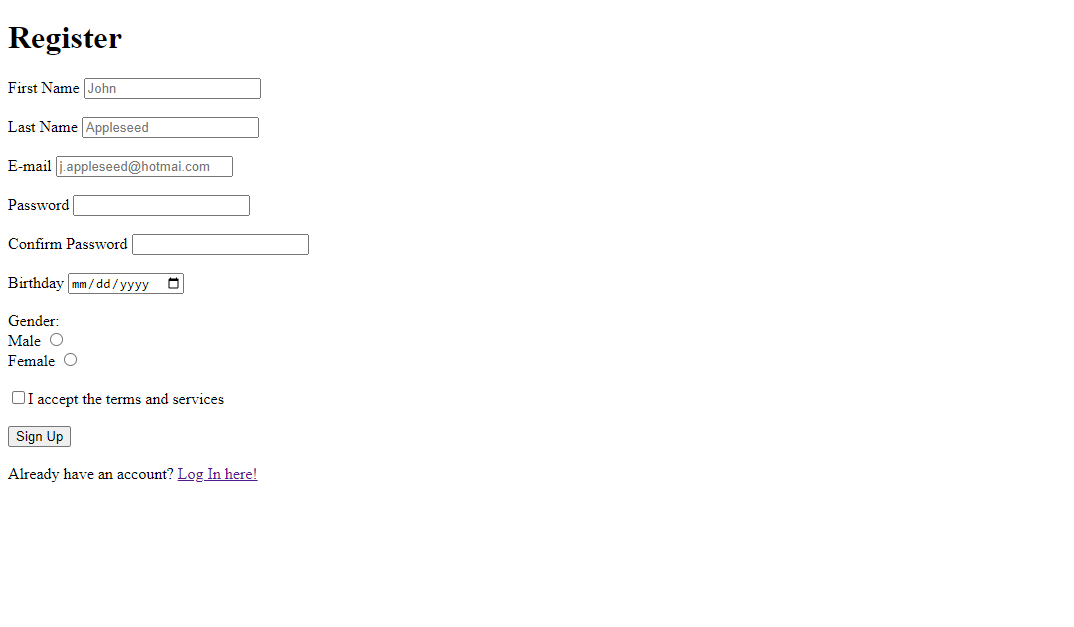 Register
First Name John
Last Name Appleseed
E-mail j.appleseed@hotmai.com
Password
Confirm Password
Birthday mm/dd/yyyy
Gender:
Male
Female
I accept the terms and services
Sign Up
Already have an account? Log In here!